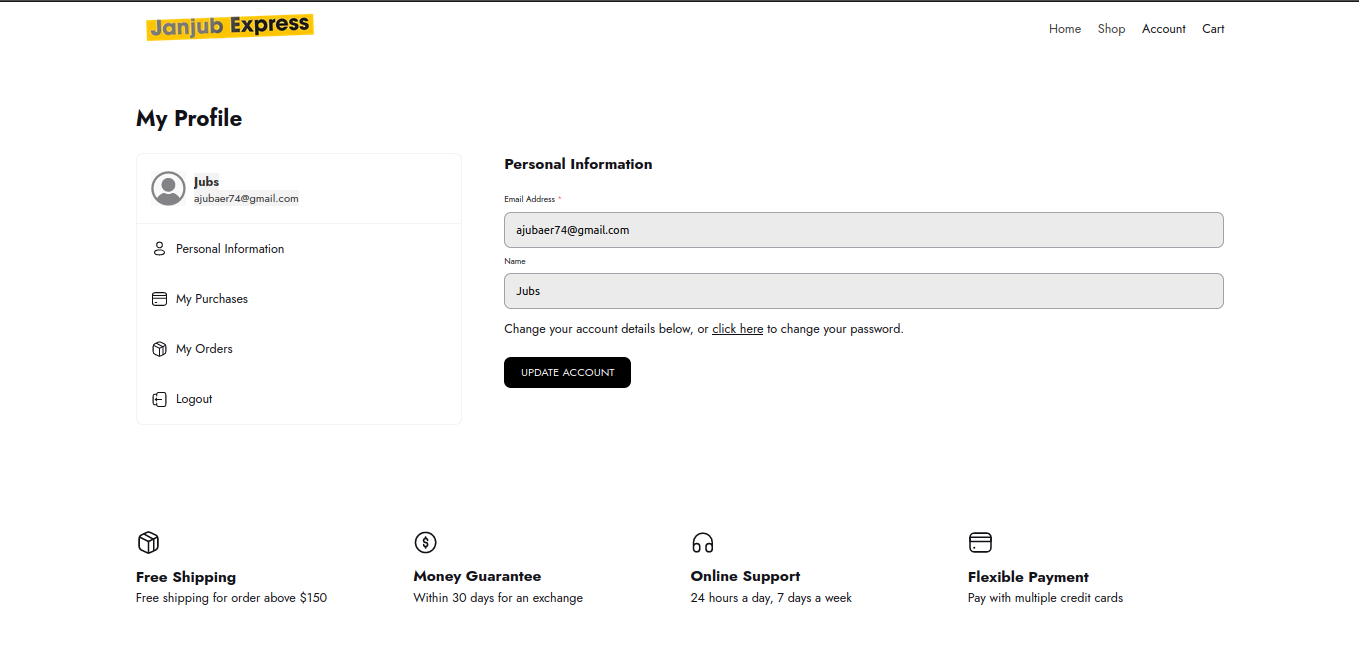 Janjub Express
Home Shop Account Cart
My Profile
Jubs
ajubaer74@gmail.com
Personal Information
My Purchases
My Orders
Logout
Personal Information
Email Address *
ajubaer74@gmail.com
Name
Jubs
Change your account details below, or click here to change your password.
UPDATE ACCOUNT
Free Shipping
Free shipping for order above $150
Money Guarantee
Within 30 days for an exchange
Online Support
24 hours a day, 7 days a week
Flexible Payment
Pay with multiple credit cards